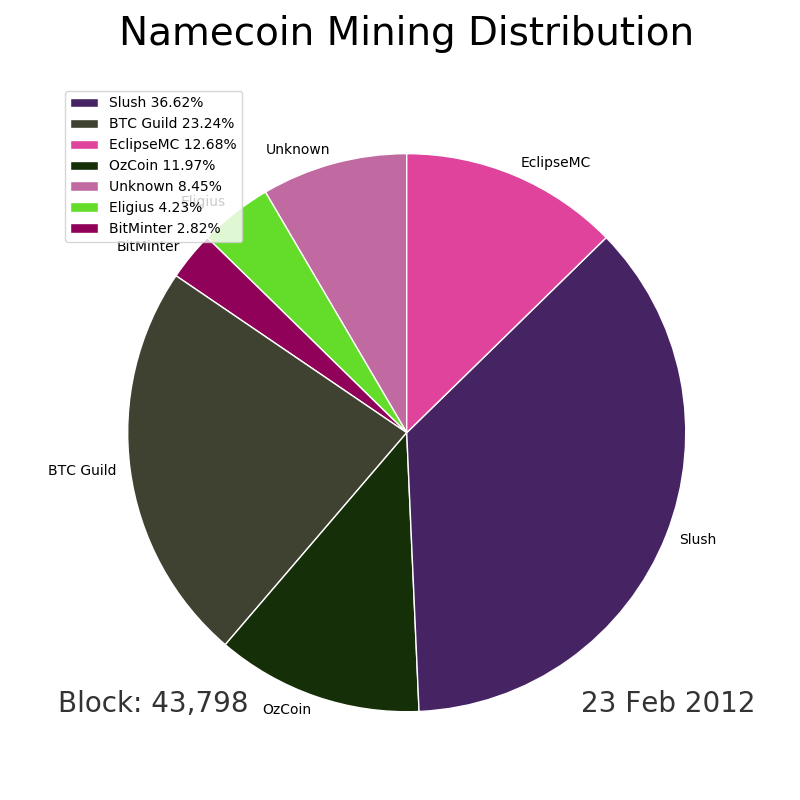 Namecoin Mining Distribution
Slush 36.62%
BTC Guild 23.24%
EclipseMC 12.68%
OzCoin 11.97%
Unknown 8.45%
Eligius 4.23%
BitMinter 2.82%
Unknown
EclipseMC
Eligius
BitMinter
BTC Guild
Slush
OzCoin
Block: 43,798
23 Feb 2012